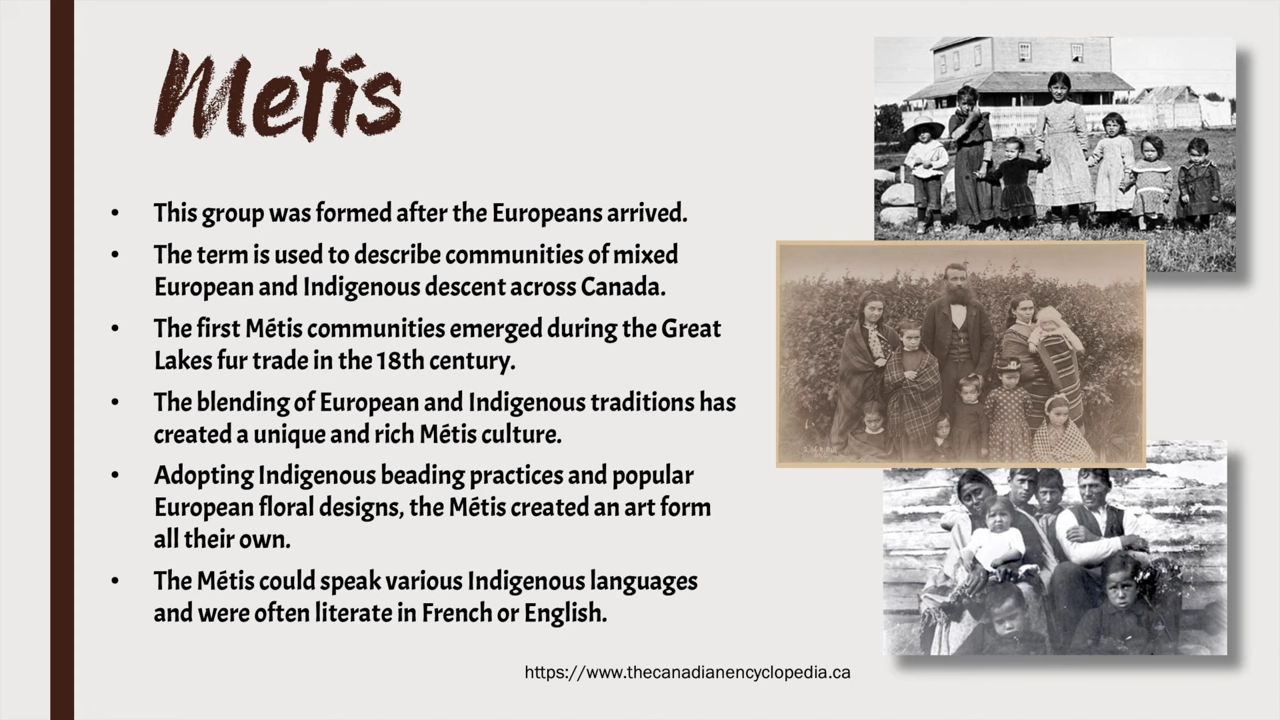 Metis
• This group was formed after the Europeans arrived.
• The term is used to describe communities of mixed
European and Indigenous descent across Canada.
• The first Métis communities emerged during the Great
Lakes fur trade in the 18th century.
• The blending of European and Indigenous traditions has
created a unique and rich Métis culture.
• Adopting Indigenous beading practices and popular
European floral designs, the Métis created an art form
all their own.
• The Métis could speak various Indigenous languages
and were often literate in French or English.
https://www.thecanadianencyclopedia.ca